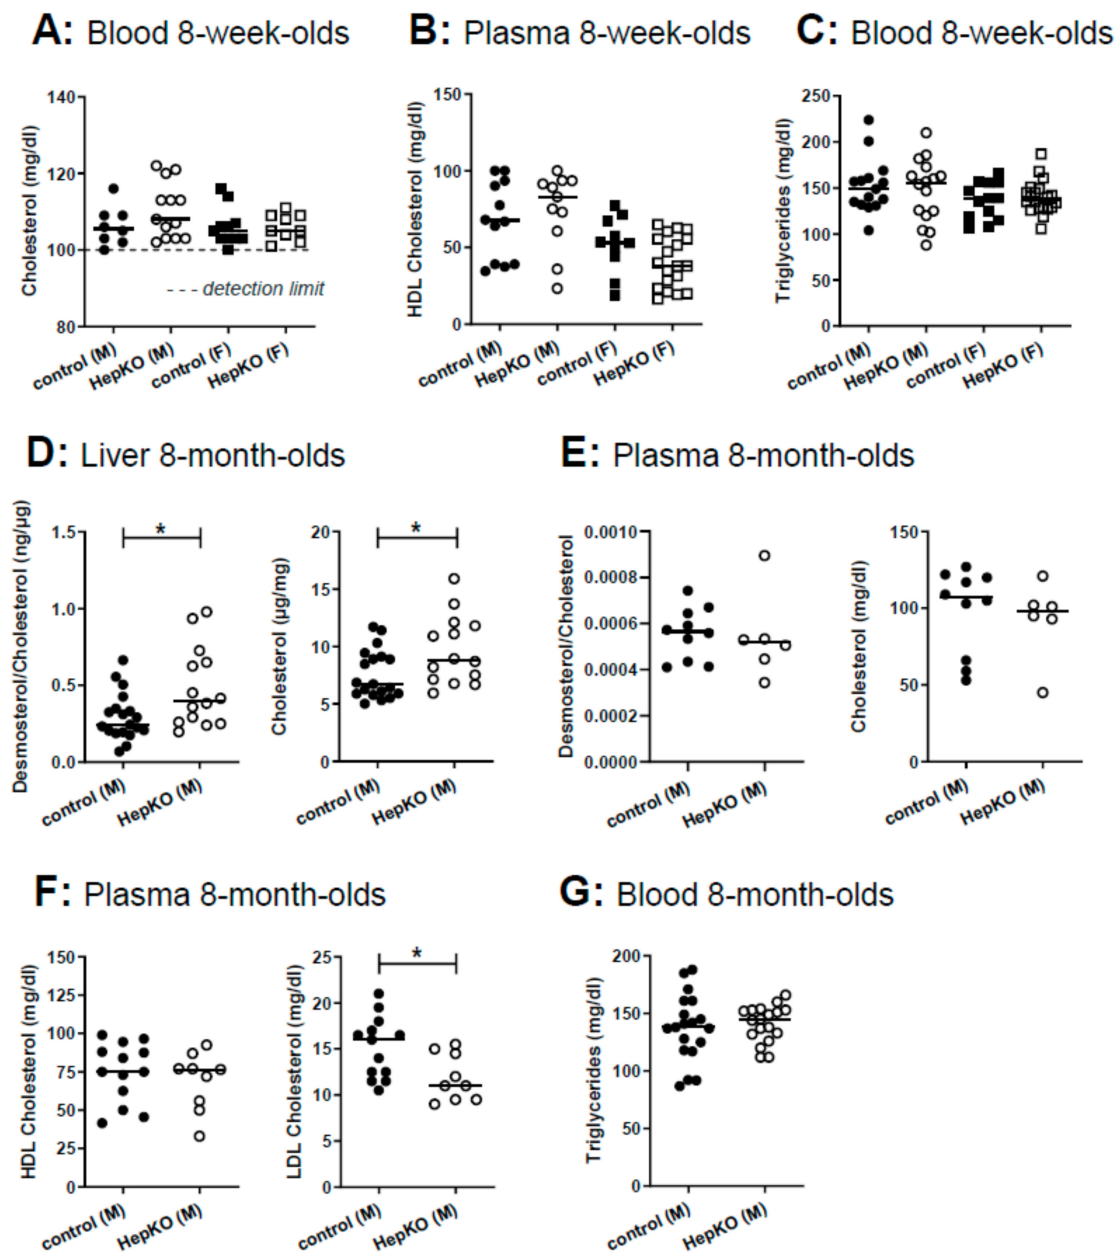 A: Blood 8-week-olds
Cholesterol (mg/dl)
140
120
100
80
--- detection limit
control (M)
HepKO (M)
control (F)
HepKO (F)
B: Plasma 8-week-olds
HDL Cholesterol (mg/dl)
150
100
50
0
control (M)
HepKO (M)
control (F)
HepKO (F)
C: Blood 8-week-olds
Triglycerides (mg/dl)
250
200
150
100
50
0
control (M)
HepKO (M)
control (F)
HepKO (F)
D: Liver 8-month-olds
Desmosterol/Cholesterol (ng/µg)
1.5
1.0
0.5
0.0
*
control (M)
HepKO (M)
Cholesterol (µg/mg)
20
15
10
5
0
*
control (M)
HepKO (M)
E: Plasma 8-month-olds
Desmosterol/Cholesterol
0.0010
0.0008
0.0006
0.0004
0.0002
0.0000
control (M)
HepKO (M)
Cholesterol (mg/dl)
150
100
50
0
control (M)
HepKO (M)
F: Plasma 8-month-olds
HDL Cholesterol (mg/dl)
150
125
100
75
50
25
0
control (M)
HepKO (M)
LDL Cholesterol (mg/dl)
25
20
15
10
5
0
*
control (M)
HepKO (M)
G: Blood 8-month-olds
Triglycerides (mg/dl)
200
150
100
50
0
control (M)
HepKO (M)